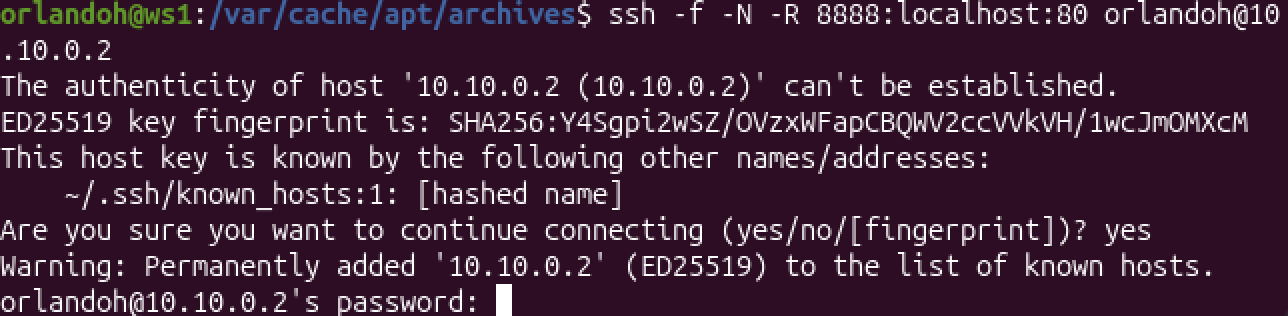 orlandoh@ws1:/var/cache/apt/archives$ ssh -f -N -R 8888:localhost:80 orlandoh@10
.10.0.2
The authenticity of host '10.10.0.2 (10.10.0.2)' can't be established.
ED25519 key fingerprint is: SHA256:Y4Sgpi2wSZ/OVzxWFapCBQWV2ccVVkVH/1wcJmOMXcM
This host key is known by the following other names/addresses:
    ~/.ssh/known_hosts:1: [hashed name]
Are you sure you want to continue connecting (yes/no/[fingerprint])? yes
Warning: Permanently added '10.10.0.2' (ED25519) to the list of known hosts.
orlandoh@10.10.0.2's password: